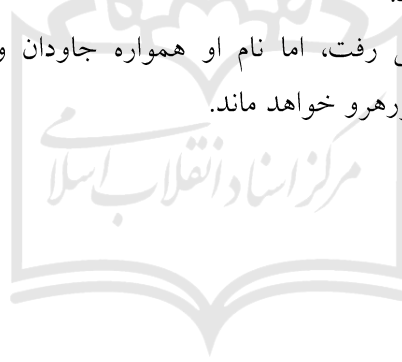 رفت، اما نام او همواره جاودان و
رهرو خواهد ماند.
مرکز اسناد انقلاب اسلامی